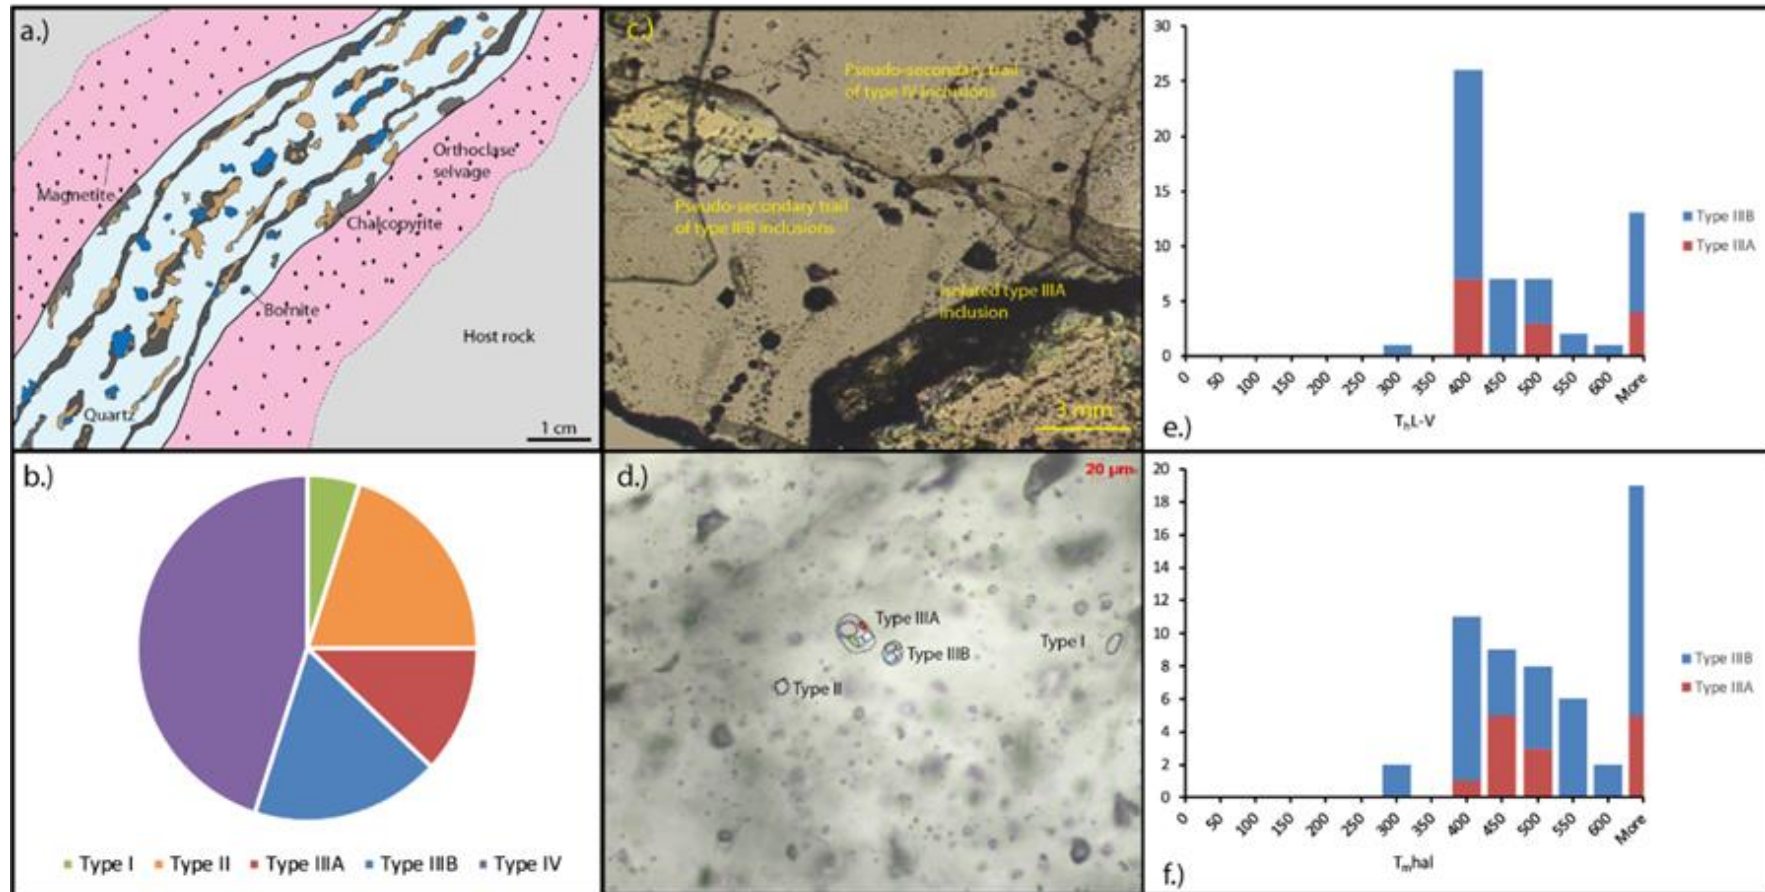 a.)
Magnetite
Orthoclase
selvage
Chalcopyrite
Bornite
Host rock
Quartz
1 cm
b.)
Type I
Type II
Type IIIA
Type IIIB
Type IV
c.)
Pseudo-secondary trail
of type IV inclusions
Pseudo-secondary trail
of type IIIB inclusions
Isolated type IIIA
inclusion
3 mm
d.)
20 µm
Type IIIA
Type IIIB
Type I
Type II
30
25
20
15
10
5
0
0 50 100 150 200 250 300 350 400 450 500 550 600 More
TₕL-V
Type IIIB
Type IIIA
e.)
20
18
16
14
12
10
8
6
4
2
0
0 50 100 150 200 250 300 350 400 450 500 550 600 More
Tₘhal
Type IIIB
Type IIIA
f.)